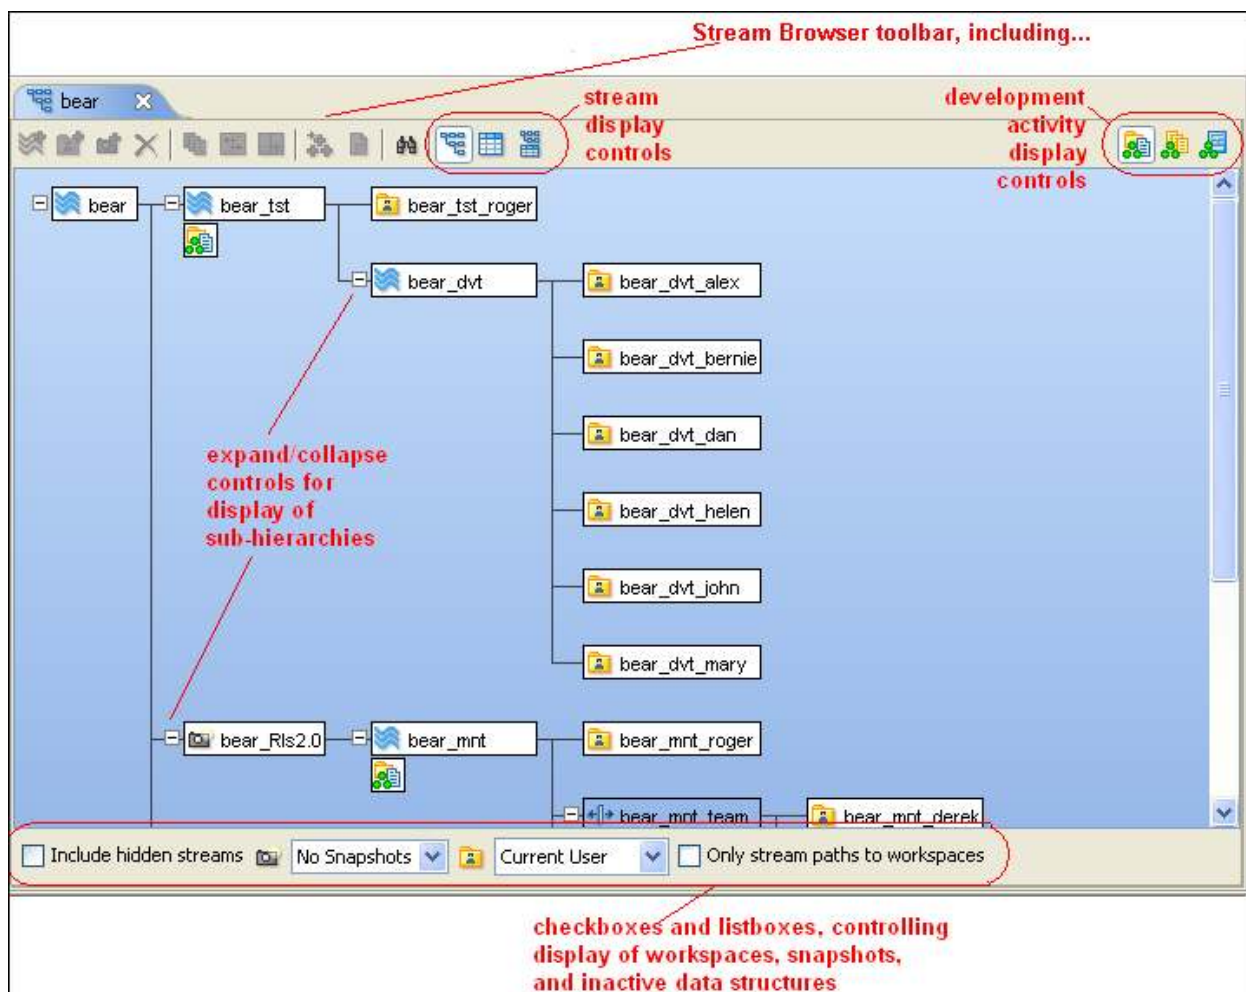 Stream Browser toolbar, including...
bear
stream
display
controls
development
activity
display
controls
bear
bear_tst
bear_tst_roger
bear_dvt
bear_dvt_alex
bear_dvt_bernie
bear_dvt_dan
expand/collapse
controls for
display of
sub-hierarchies
bear_dvt_helen
bear_dvt_john
bear_dvt_mary
bear_Rls2.0
bear_mnt
bear_mnt_roger
bear_mnt_team
bear_mnt_derek
Include hidden streams
No Snapshots
Current User
Only stream paths to workspaces
checkboxes and listboxes, controlling
display of workspaces, snapshots,
and inactive data structures